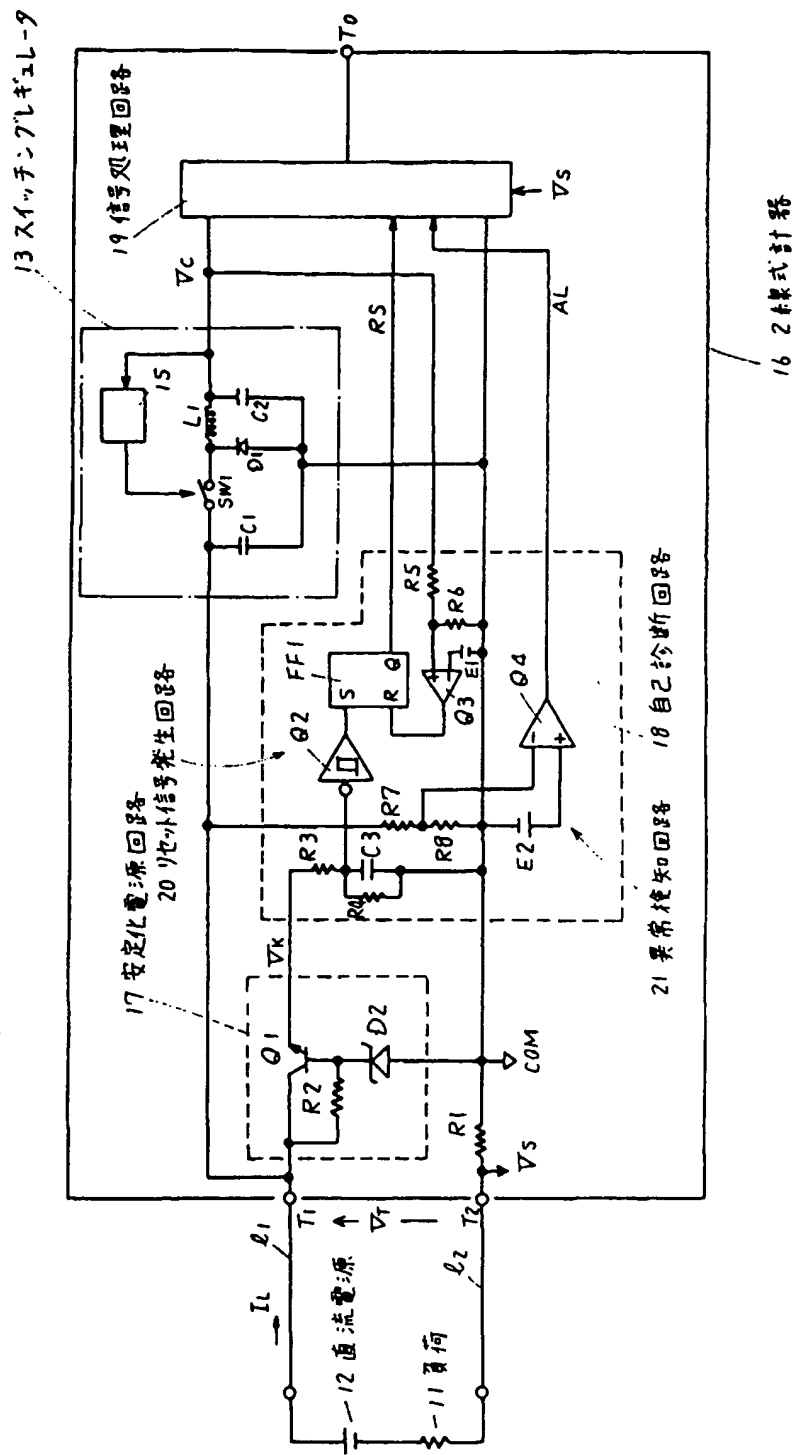 13 スイッチングレギュレータ
19 信号処理回路
17 安定化電源回路
20 リセット信号発生回路
15
L1
SW1
D1
C1
C2
VC
RS
TO
VS
AL
Q1
R2
D2
VK
R3
R4
C3
Q2
FF1
S
R
Q
R5
R6
E1
Q3
+
-
R7
R8
E2
Q4
-
+
COM
R1
VS
T1
VT
T2
IL
l1
l2
12 直流電源
11 負荷
21 異常検知回路
18 自己診断回路
16 2線式計器